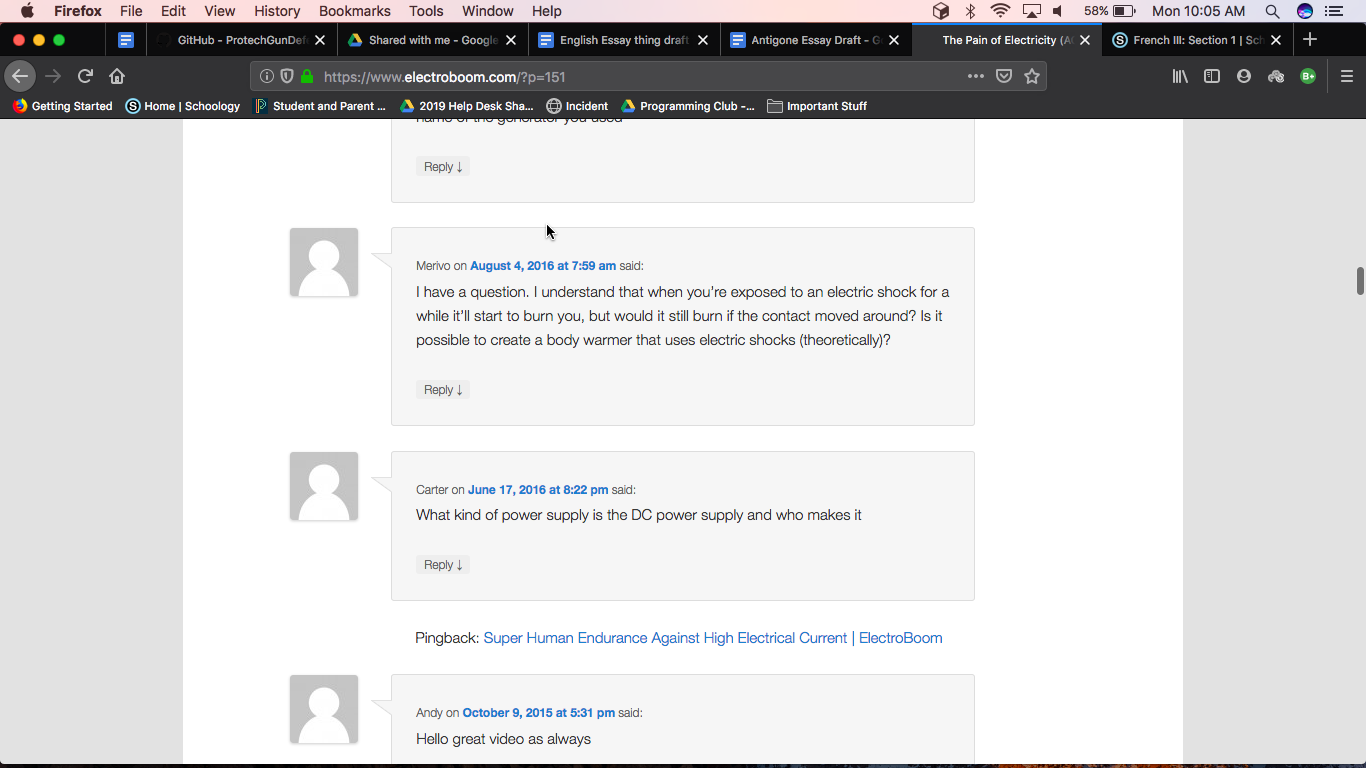 Firefox File Edit View History Bookmarks Tools Window Help 58% Mon 10:05 AM
GitHub - ProtechGunDef Shared with me - Google English Essay thing draft Antigone Essay Draft - G The Pain of Electricity (A French III: Section 1 | Sch
https://www.electroboom.com/?p=151
Getting Started Home | Schoology Student and Parent ... 2019 Help Desk Sha... Incident Programming Club -... Important Stuff
name of the generator you used
Reply ↓
Merivo on August 4, 2016 at 7:59 am said:
I have a question. I understand that when you're exposed to an electric shock for a
while it'll start to burn you, but would it still burn if the contact moved around? Is it
possible to create a body warmer that uses electric shocks (theoretically)?
Reply ↓
Carter on June 17, 2016 at 8:22 pm said:
What kind of power supply is the DC power supply and who makes it
Reply ↓
Pingback: Super Human Endurance Against High Electrical Current | ElectroBoom
Andy on October 9, 2015 at 5:31 pm said:
Hello great video as always